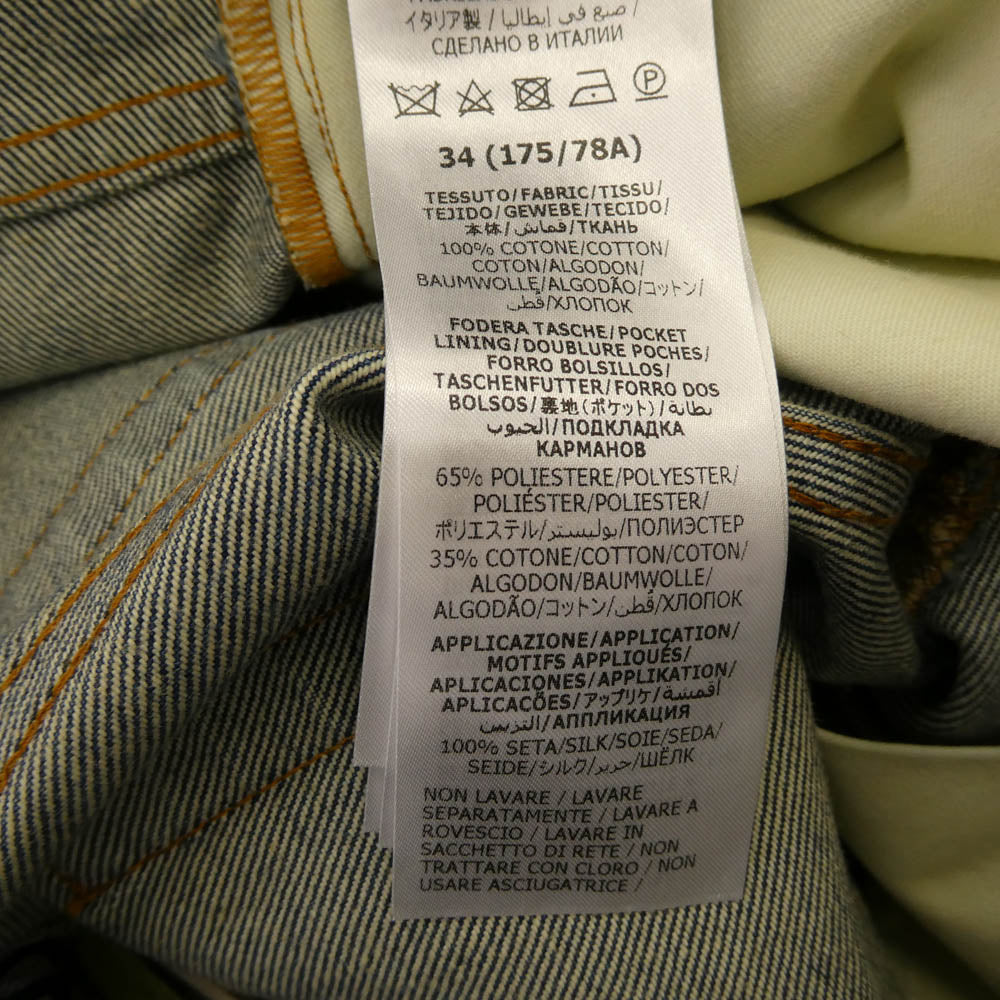 イタリア製 / صنع في إيطاليا /
СДЕЛАНО В ИТАЛИИ
P
34 (175/78A)
TESSUTO/FABRIC/TISSU/
TEJIDO/GEWEBE/TECIDO/
本体/قماش/ТКАНЬ
100% COTONE/COTTON/
COTON/ALGODON/
BAUMWOLLE/ALGODÃO/コットン/
قطن/ХЛОПОК
FODERA TASCHE/POCKET
LINING/DOUBLURE POCHES/
FORRO BOLSILLOS/
TASCHENFUTTER/FORRO DOS
BOLSOS/裏地(ポケット)/بطانة
الجيوب/ПОДКЛАДКА
КАРМАНОВ
65% POLIESTERE/POLYESTER/
POLIÉSTER/POLIESTER/
ポリエステル/بوليستر/ПОЛИЭСТЕР
35% COTONE/COTTON/COTON/
ALGODON/BAUMWOLLE/
ALGODÃO/コットン/قطن/ХЛОПОК
APPLICAZIONE/APPLICATION/
MOTIFS APPLIQUÉS/
APLICACIONES/APPLIKATION/
APLICACÕES/アップリケ/أقمشة
التزيين/АППЛИКАЦИЯ
100% SETA/SILK/SOIE/SEDA/
SEIDE/シルク/حرير/ШЁЛК
NON LAVARE / LAVARE
SEPARATAMENTE / LAVARE A
ROVESCIO / LAVARE IN
SACCHETTO DI RETE / NON
TRATTARE CON CLORO / NON
USARE ASCIUGATRICE /